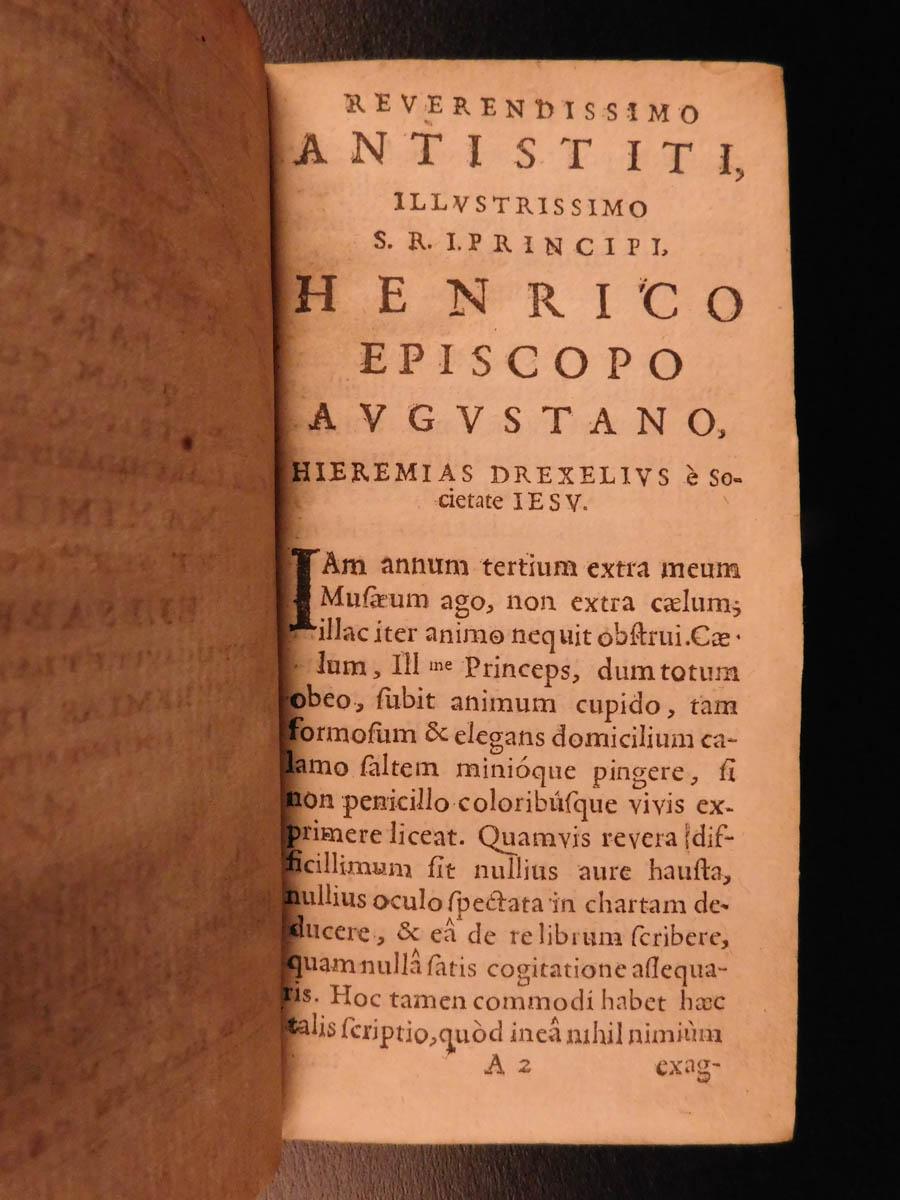 REVERENDISSIMO
ANTISTITI,
ILLVSTRISSIMO
S. R. I. PRINCIPI,
HENRICO
EPISCOPO
AVGVSTANO,
HIEREMIAS DREXELIVS è So-
cietate IESV.
IAm annum tertium extra meum
Muſæum ago, non extra cælum;
illac iter animo nequit obſtrui. Cæ-
lum, Ill me Princeps, dum totum
obeo, ſubit animum cupido, tam
formoſum & elegans domicilium ca-
lamo ſaltem minióque pingere, ſi
non penicillo coloribúſque vivis ex-
primere liceat. Quamvis revera dif-
ficillimum ſit nullius aure hauſta,
nullius oculo ſpectata in chartam de-
ducere, & eâ de re librum ſcribere,
quam nullâ ſatis cogitatione aſſequa-
ris. Hoc tamen commodi habet hæc
talis ſcriptio, quòd in eâ nihil nimiùm
A 2 exag-